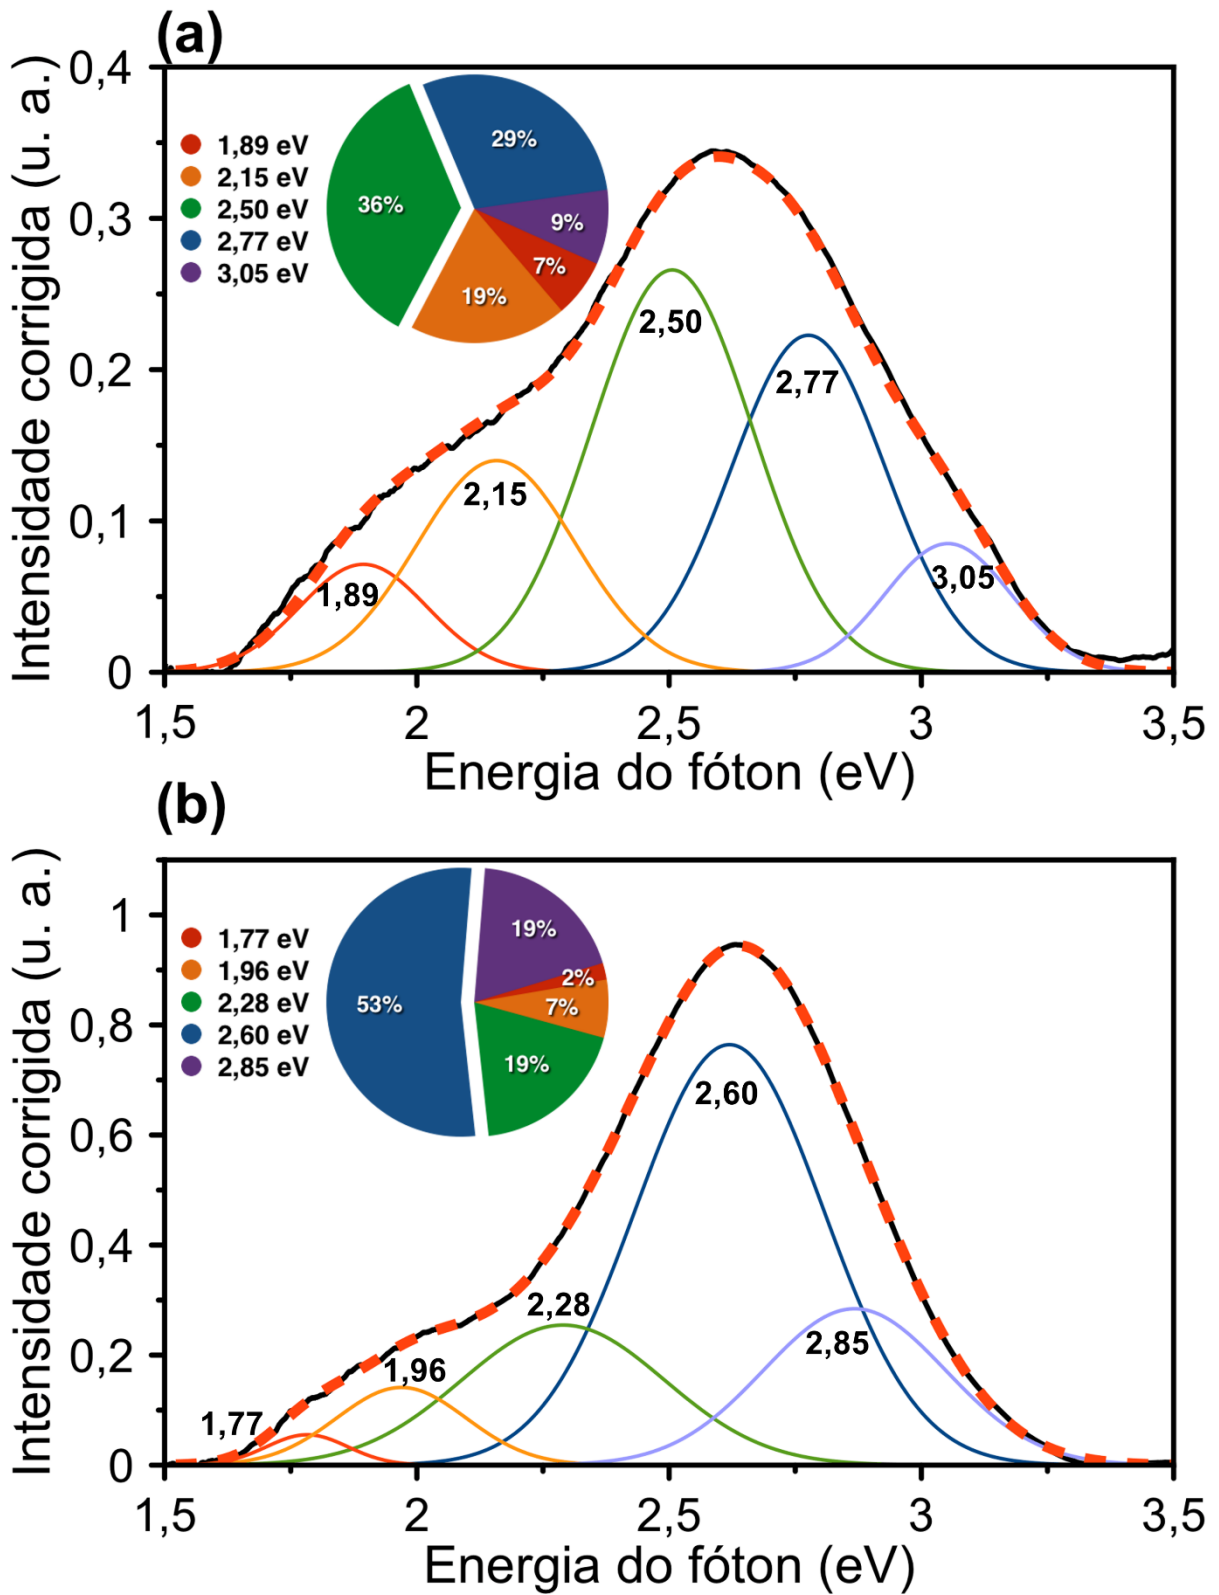 (a)
Intensidade corrigida (u. a.)
0,4
0,3
0,2
0,1
0
1,89 eV
2,15 eV
2,50 eV
2,77 eV
3,05 eV
29%
36%
9%
7%
19%
2,50
2,77
2,15
1,89
3,05
1,5
2
2,5
3
3,5
Energia do fóton (eV)
(b)
Intensidade corrigida (u. a.)
1
0,8
0,6
0,4
0,2
0
1,77 eV
1,96 eV
2,28 eV
2,60 eV
2,85 eV
19%
2%
53%
7%
19%
2,60
2,28
2,85
1,96
1,77
1,5
2
2,5
3
3,5
Energia do fóton (eV)